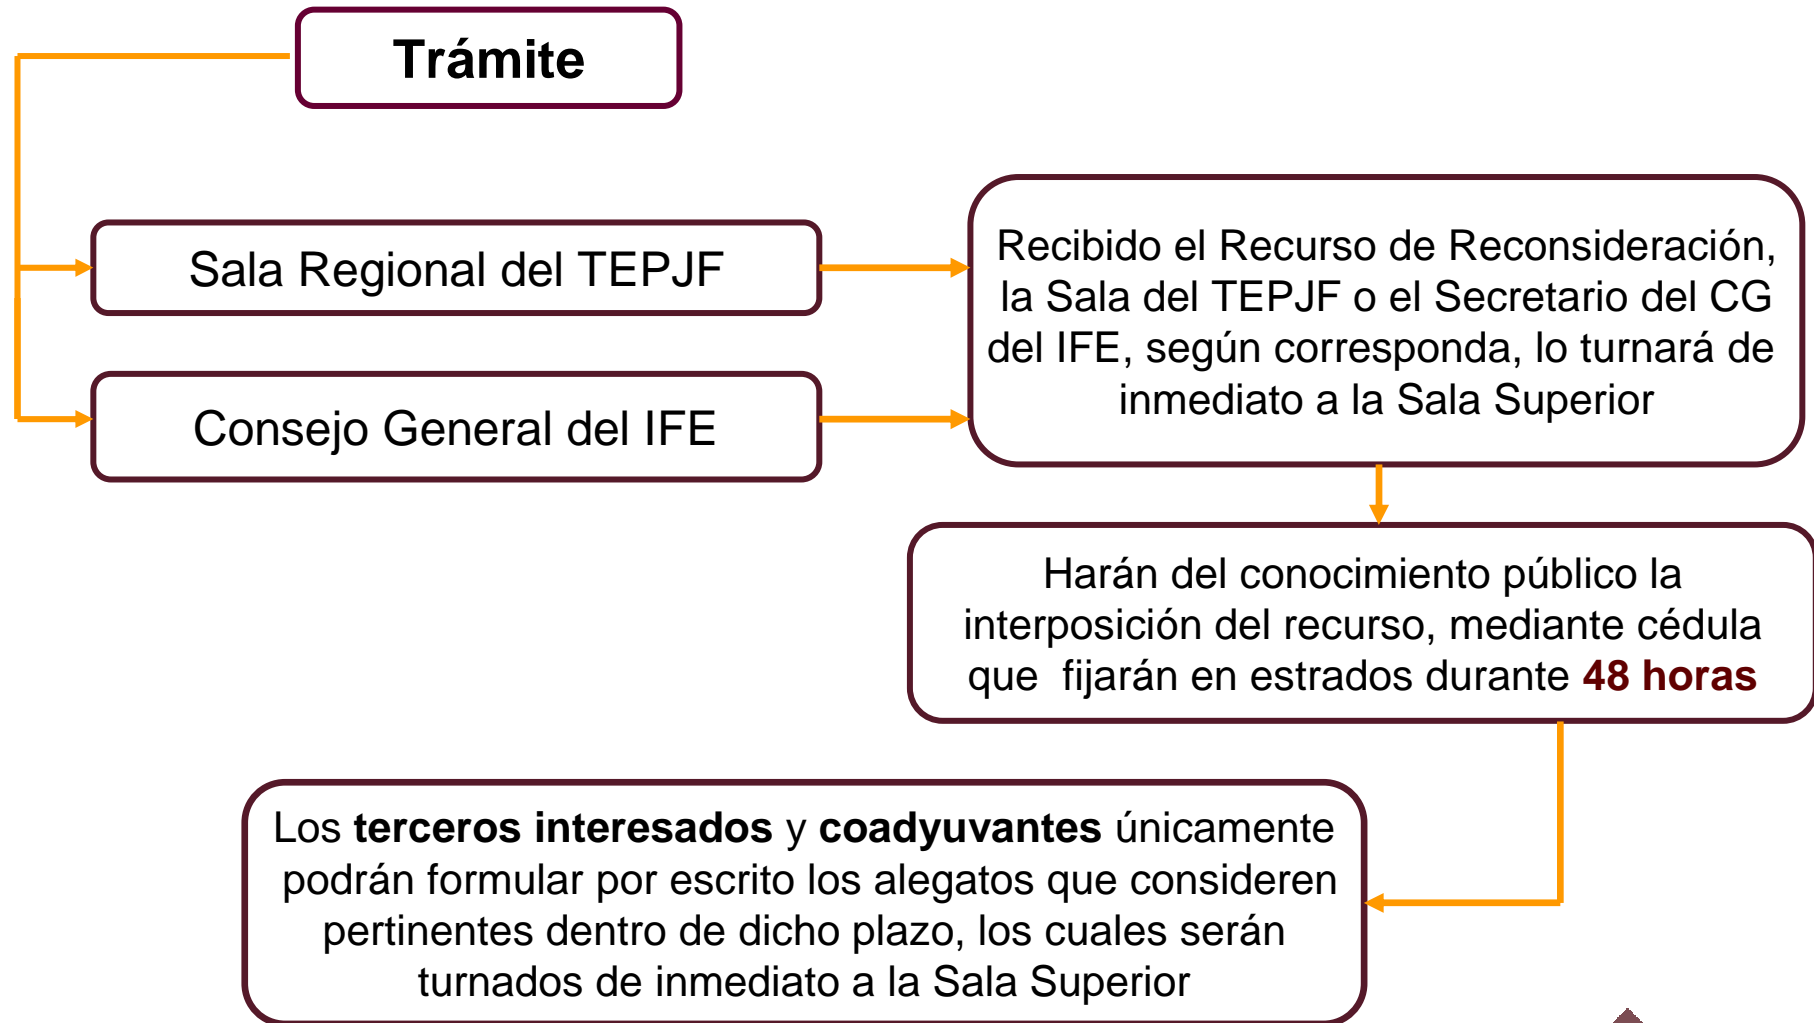 Trámite
Sala Regional del TEPJF
Consejo General del IFE
Recibido el Recurso de Reconsideración,
la Sala del TEPJF o el Secretario del CG
del IFE, según corresponda, lo turnará de
inmediato a la Sala Superior
Harán del conocimiento público la
interposición del recurso, mediante cédula
que fijarán en estrados durante 48 horas
Los terceros interesados y coadyuvantes únicamente
podrán formular por escrito los alegatos que consideren
pertinentes dentro de dicho plazo, los cuales serán
turnados de inmediato a la Sala Superior